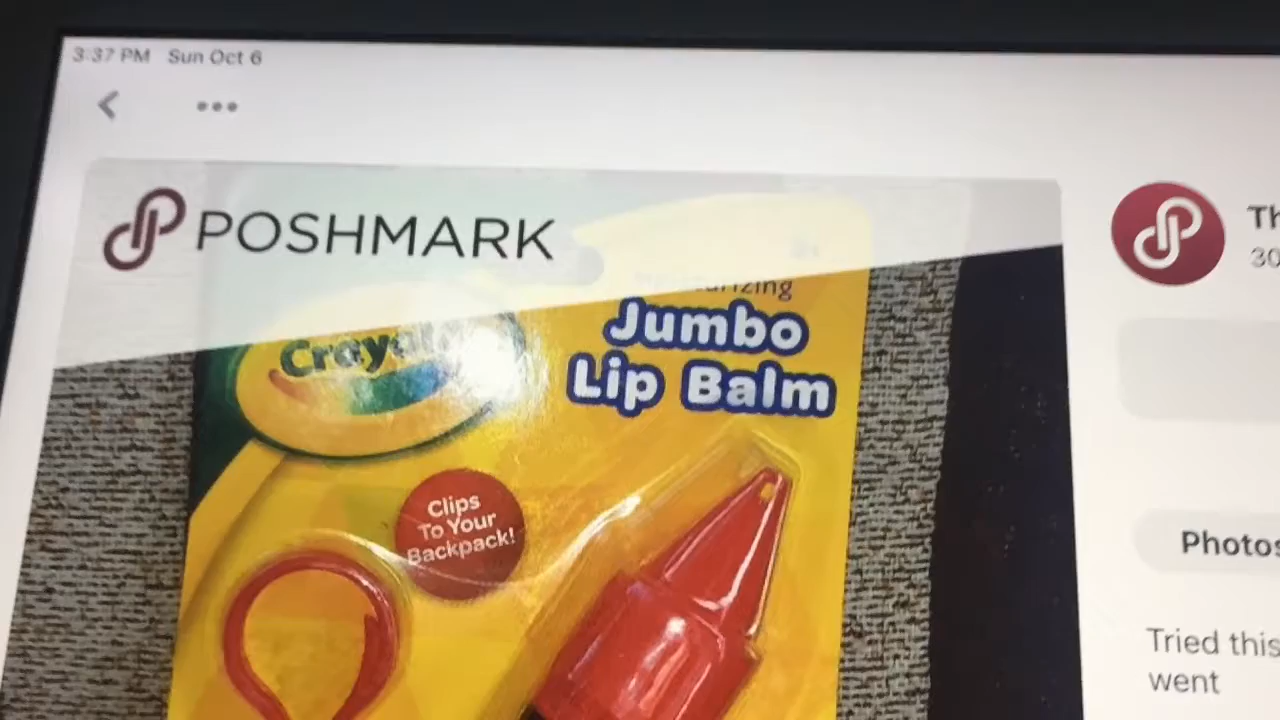 3:37 PM Sun Oct 6
POSHMARK
Jumbo
Lip Balm
Clips
To Your
Backpack!
Photos
Tried this
went